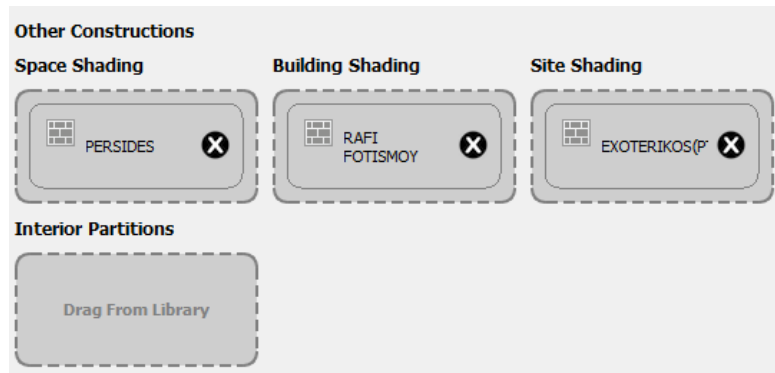 Other Constructions
Space Shading
Building Shading
Site Shading
PERSIDES
RAFI
FOTISMOY
EXOTERIKOS(P
Interior Partitions
Drag From Library